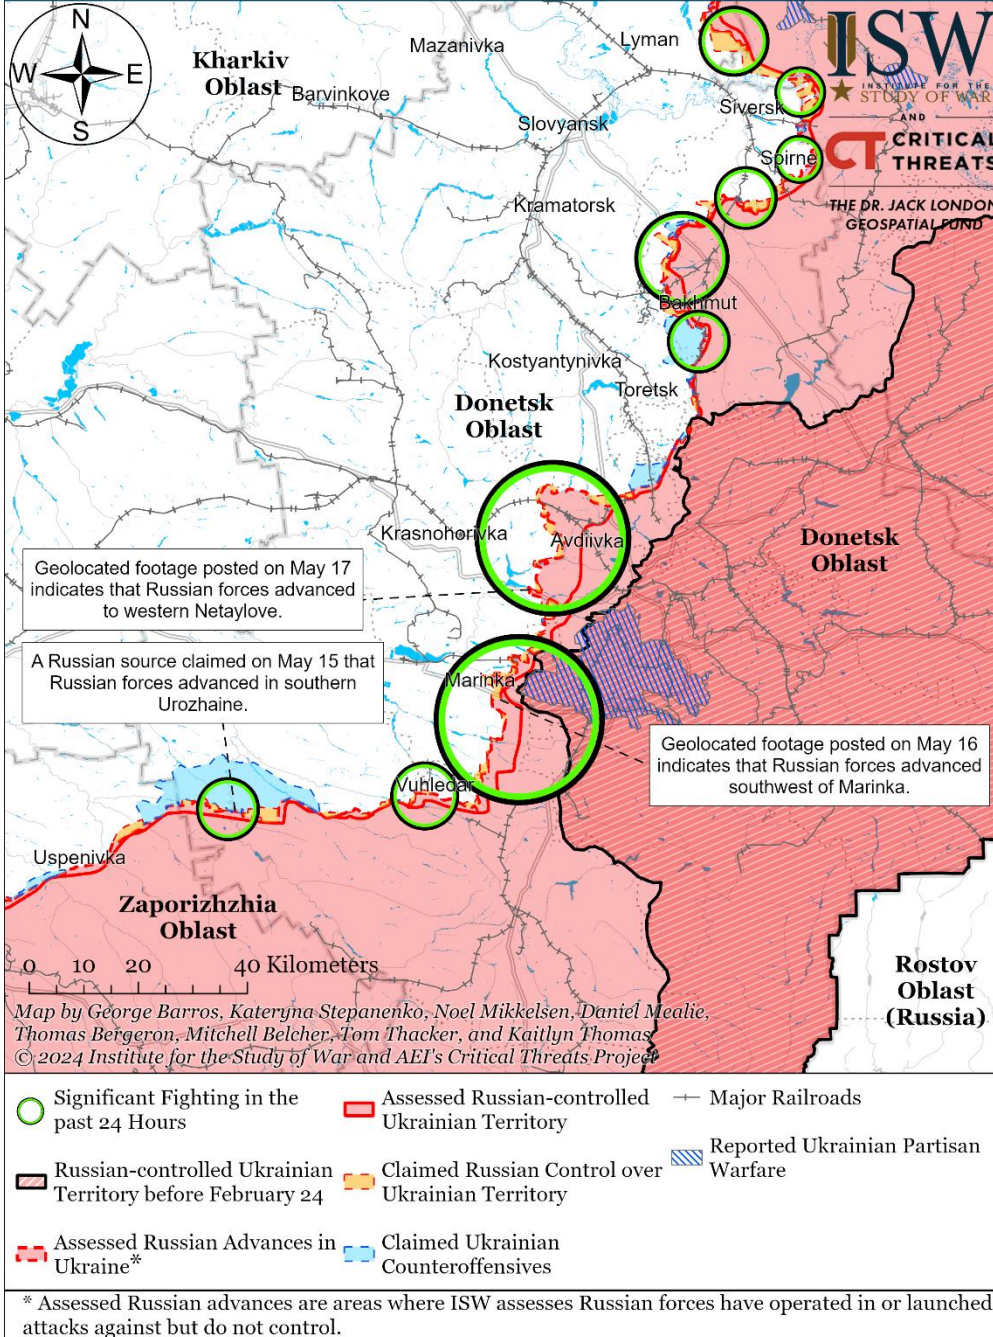 N
W E
S
Kharkiv
Oblast
Mazanivka
Lyman
Barvinkove
Slovyansk
Siversk
Spirne
Kramatorsk
ISW
INSTITUTE FOR THE
STUDY OF WAR
AND
CT CRITICAL
THREATS
THE DR. JACK LONDON
GEOSPATIAL FUND
Bakhmut
Kostyantynivka
Toretsk
Donetsk
Oblast
Krasnohorivka
Avdiivka
Donetsk
Oblast
Geolocated footage posted on May 17
indicates that Russian forces advanced
to western Netaylove.
A Russian source claimed on May 15 that
Russian forces advanced in southern
Urozhaine.
Marinka
Geolocated footage posted on May 16
indicates that Russian forces advanced
southwest of Marinka.
Vuhledar
Uspenivka
Zaporizhzhia
Oblast
Rostov
Oblast
(Russia)
0 10 20 40 Kilometers
Map by George Barros, Kateryna Stepanenko, Noel Mikkelsen, Daniel Mealie,
Thomas Bergeron, Mitchell Belcher, Tom Thacker, and Kaitlyn Thomas
© 2024 Institute for the Study of War and AEI's Critical Threats Project
Significant Fighting in the
past 24 Hours
Russian-controlled Ukrainian
Territory before February 24
Assessed Russian Advances in
Ukraine*
Assessed Russian-controlled
Ukrainian Territory
Claimed Russian Control over
Ukrainian Territory
Claimed Ukrainian
Counteroffensives
Major Railroads
Reported Ukrainian Partisan
Warfare
* Assessed Russian advances are areas where ISW assesses Russian forces have operated in or launched
attacks against but do not control.